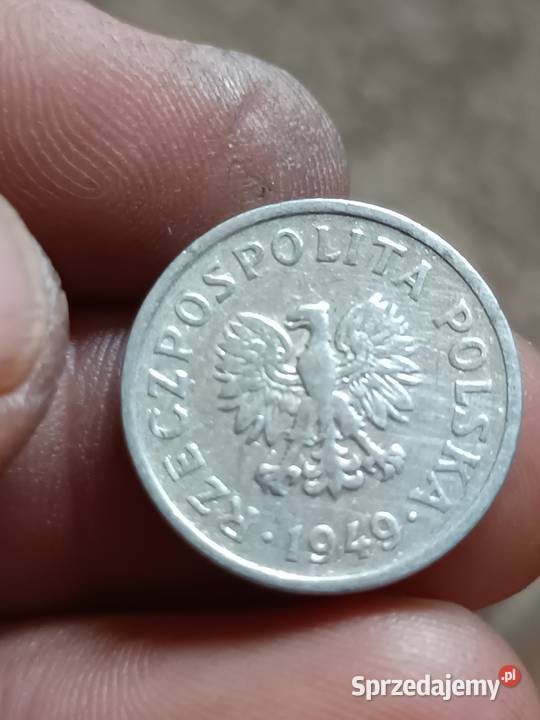 RZECZPOSPOLITA POLSKA
· 1949 ·
Sprzedajemy.pl